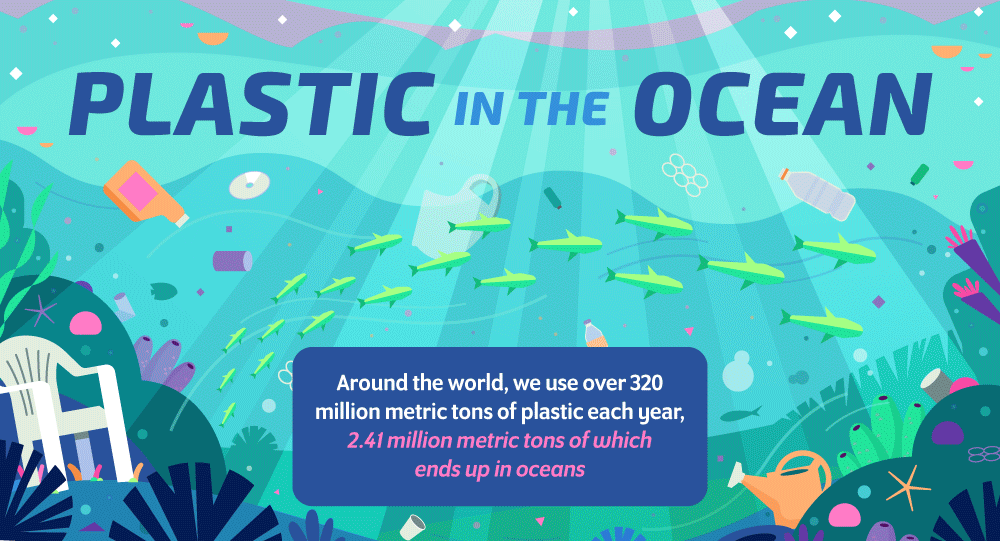 PLASTIC IN THE OCEAN
Around the world, we use over 320
million metric tons of plastic each year,
2.41 million metric tons of which
ends up in oceans